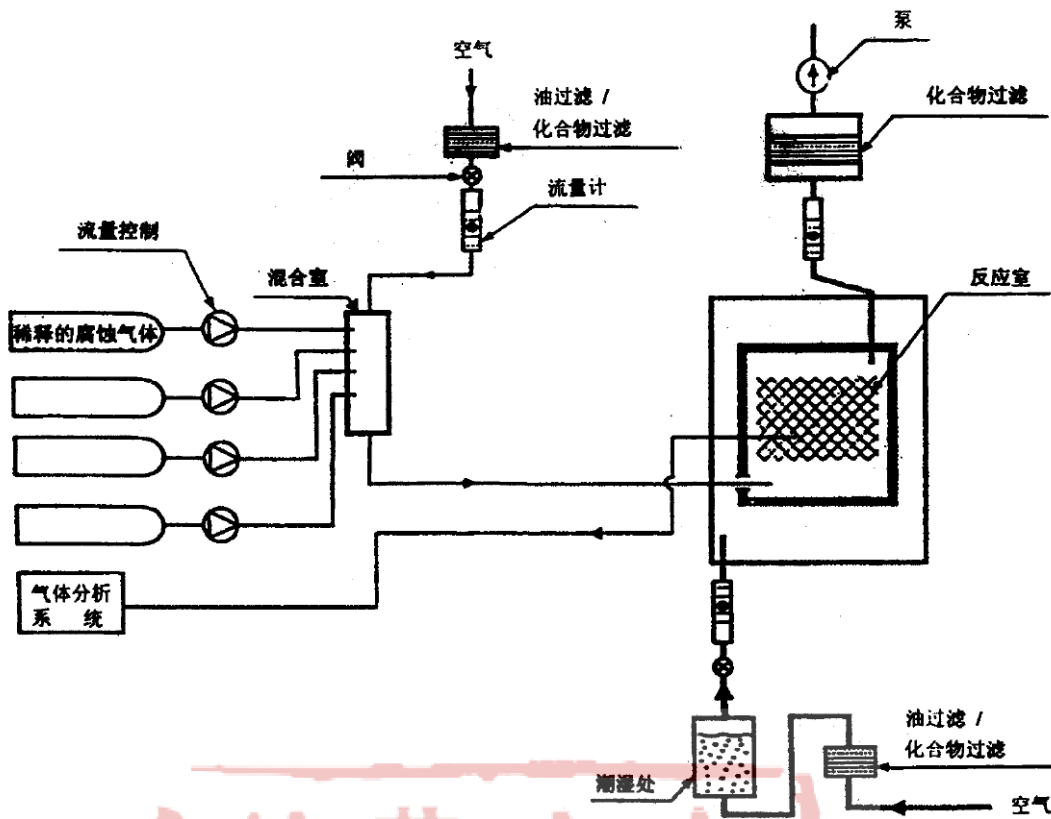 泵
空气
油过滤 /
化合物过滤
化合物过滤
阀
流量计
流量控制
混合室
反应室
稀释的腐蚀气体
气体分析
系 统
油过滤 /
化合物过滤
潮湿处
空气